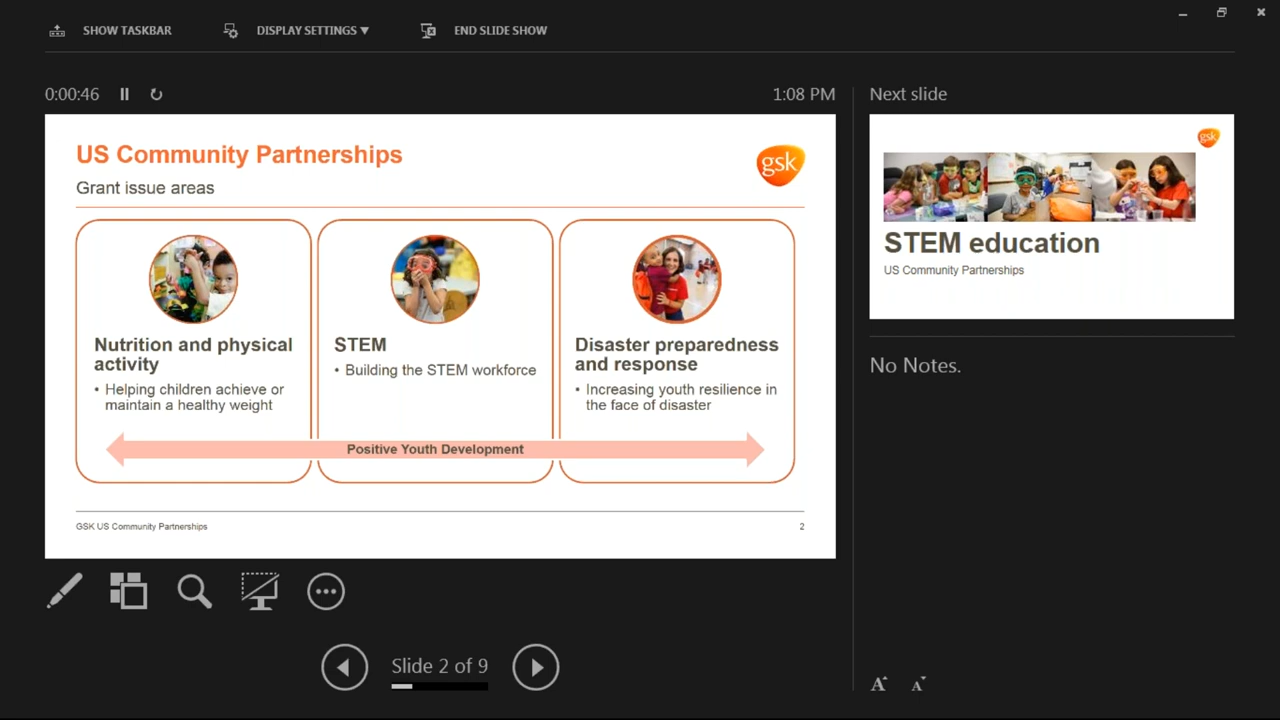 SHOW TASKBAR
DISPLAY SETTINGS
END SLIDE SHOW
0:00:46
1:08 PM
Next slide
US Community Partnerships
Grant issue areas
gsk
Nutrition and physical
activity
• Helping children achieve or
maintain a healthy weight
STEM
• Building the STEM workforce
Disaster preparedness
and response
• Increasing youth resilience in
the face of disaster
Positive Youth Development
GSK US Community Partnerships
2
gsk
STEM education
US Community Partnerships
No Notes.
Slide 2 of 9
A
A